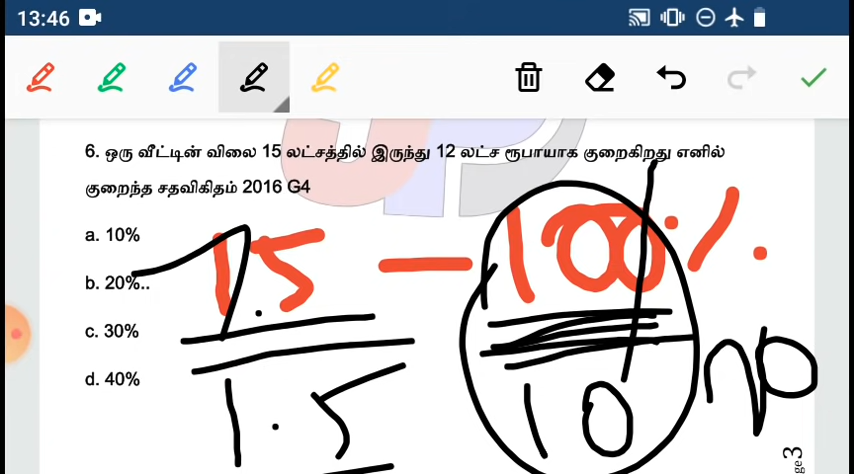 13:46
6. ஒரு வீட்டின் விலை 15 லட்சத்தில் இருந்து 12 லட்ச ரூபாயாக குறைகிறது எனில்
குறைந்த சதவிகிதம் 2016 G4
a. 10%
15 — 100%.
b. 20%..
c. 30%
d. 40%
1.5
10